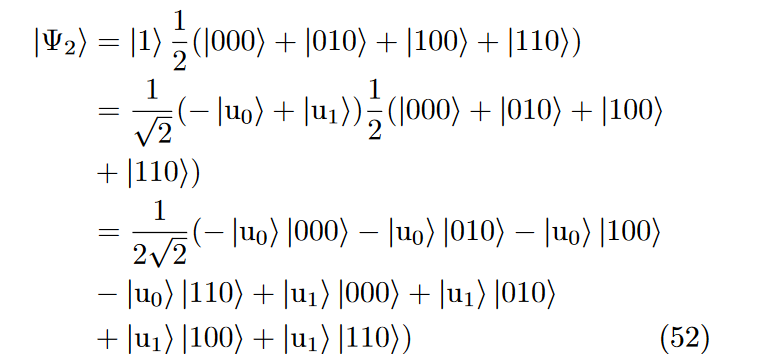 |Ψ₂⟩ = |1⟩ 1/2 (|000⟩ + |010⟩ + |100⟩ + |110⟩)
= 1/√2 (− |u₀⟩ + |u₁⟩) 1/2 (|000⟩ + |010⟩ + |100⟩
+ |110⟩)
= 1/2√2 (− |u₀⟩ |000⟩ − |u₀⟩ |010⟩ − |u₀⟩ |100⟩
− |u₀⟩ |110⟩ + |u₁⟩ |000⟩ + |u₁⟩ |010⟩
+ |u₁⟩ |100⟩ + |u₁⟩ |110⟩) (52)